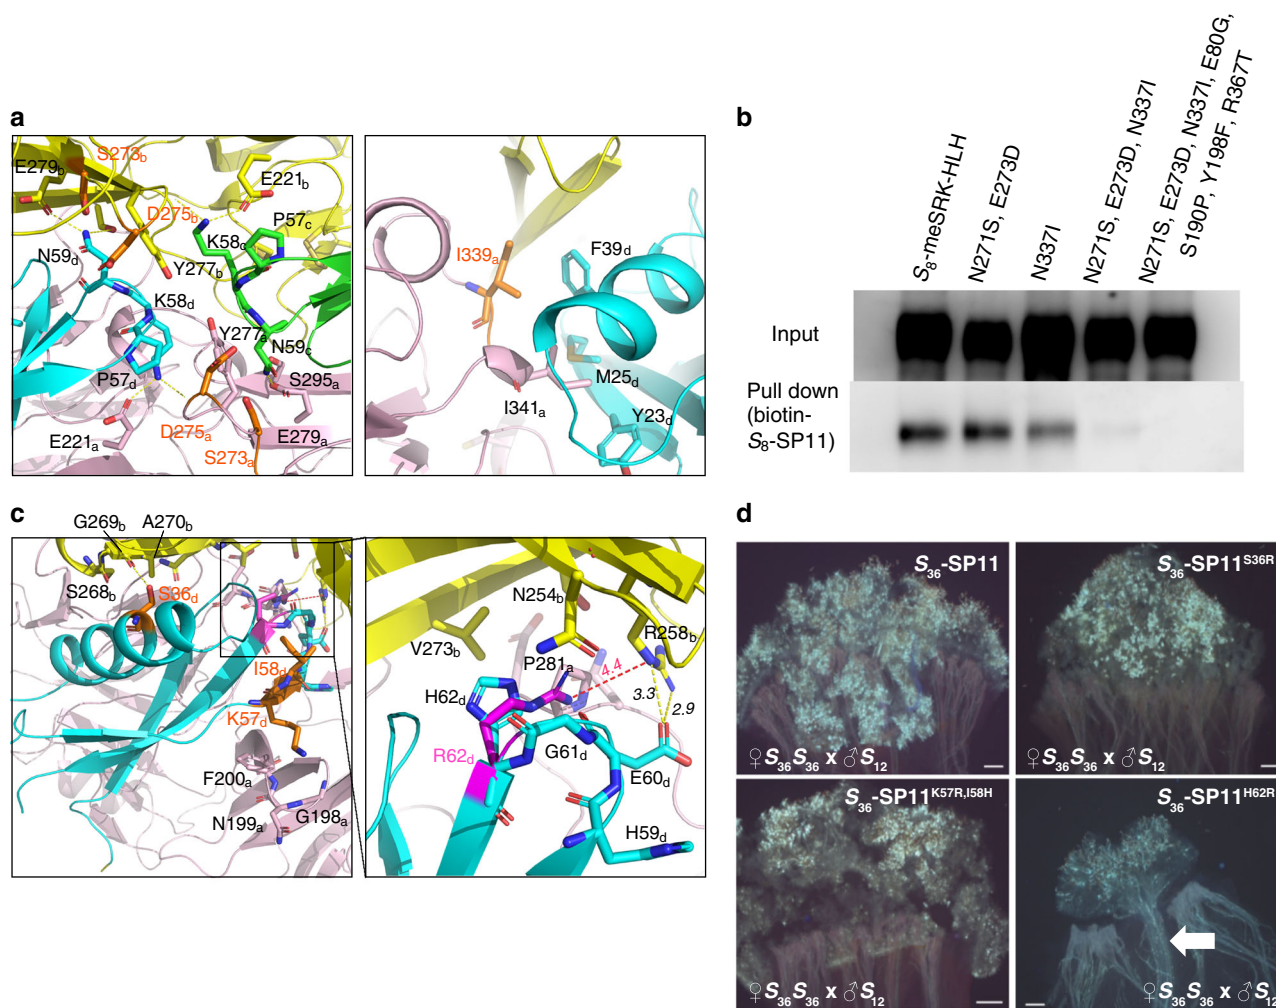 a
S273b
E279b
E221b
D275b
P57c
K58c
N59d
Y277b
K58d
Y277a
N59c
P57d
S295a
E221a
D275a
E279a
S273a
I339a
F39d
M25d
I341a
Y23d
b
S8-meSRK-HLH
N271S, E273D
N337I
N271S, E273D, N337I
N271S, E273D, N337I, E80G,
S190P, Y198F, R367T
Input
Pull down
(biotin-
S8-SP11)
c
G269b
A270b
S268b
S36d
I58d
K57d
F200a
N199a
G198a
N254b
R258b
V273b
P281a
4.4
H62d
3.3
2.9
R62d
G61d
E60d
H59d
d
S36-SP11
♀S36S36 x ♂S12
S36-SP11S36R
♀S36S36 x ♂S12
S36-SP11K57R,I58H
♀S36S36 x ♂S12
S36-SP11H62R
♀S36S36 x ♂S12